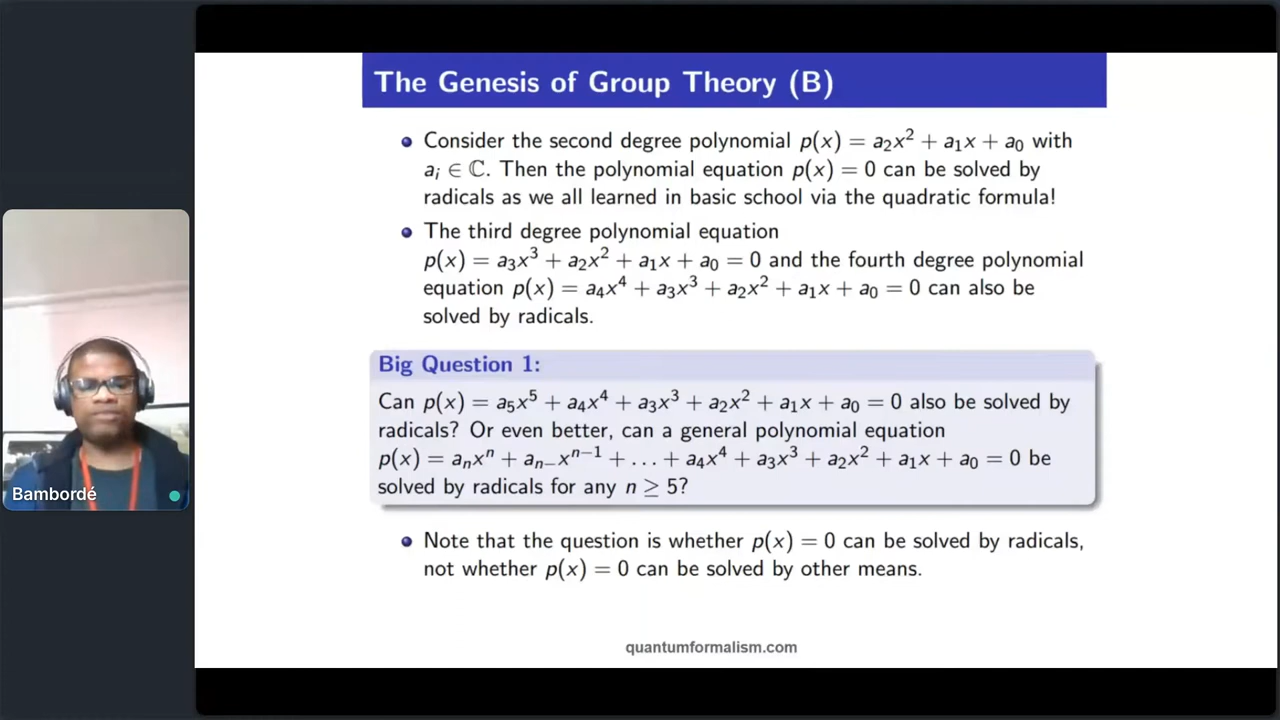 The Genesis of Group Theory (B)
Consider the second degree polynomial p(x) = a₂x² + a₁x + a₀ with
aᵢ ∈ ℂ. Then the polynomial equation p(x) = 0 can be solved by
radicals as we all learned in basic school via the quadratic formula!
The third degree polynomial equation
p(x) = a₃x³ + a₂x² + a₁x + a₀ = 0 and the fourth degree polynomial
equation p(x) = a₄x⁴ + a₃x³ + a₂x² + a₁x + a₀ = 0 can also be
solved by radicals.
Big Question 1:
Can p(x) = a₅x⁵ + a₄x⁴ + a₃x³ + a₂x² + a₁x + a₀ = 0 also be solved by
radicals? Or even better, can a general polynomial equation
p(x) = aₙxⁿ + aₙ₋xⁿ⁻¹ + ... + a₄x⁴ + a₃x³ + a₂x² + a₁x + a₀ = 0 be
solved by radicals for any n ≥ 5?
Note that the question is whether p(x) = 0 can be solved by radicals,
not whether p(x) = 0 can be solved by other means.
quantumformalism.com
Bambordé